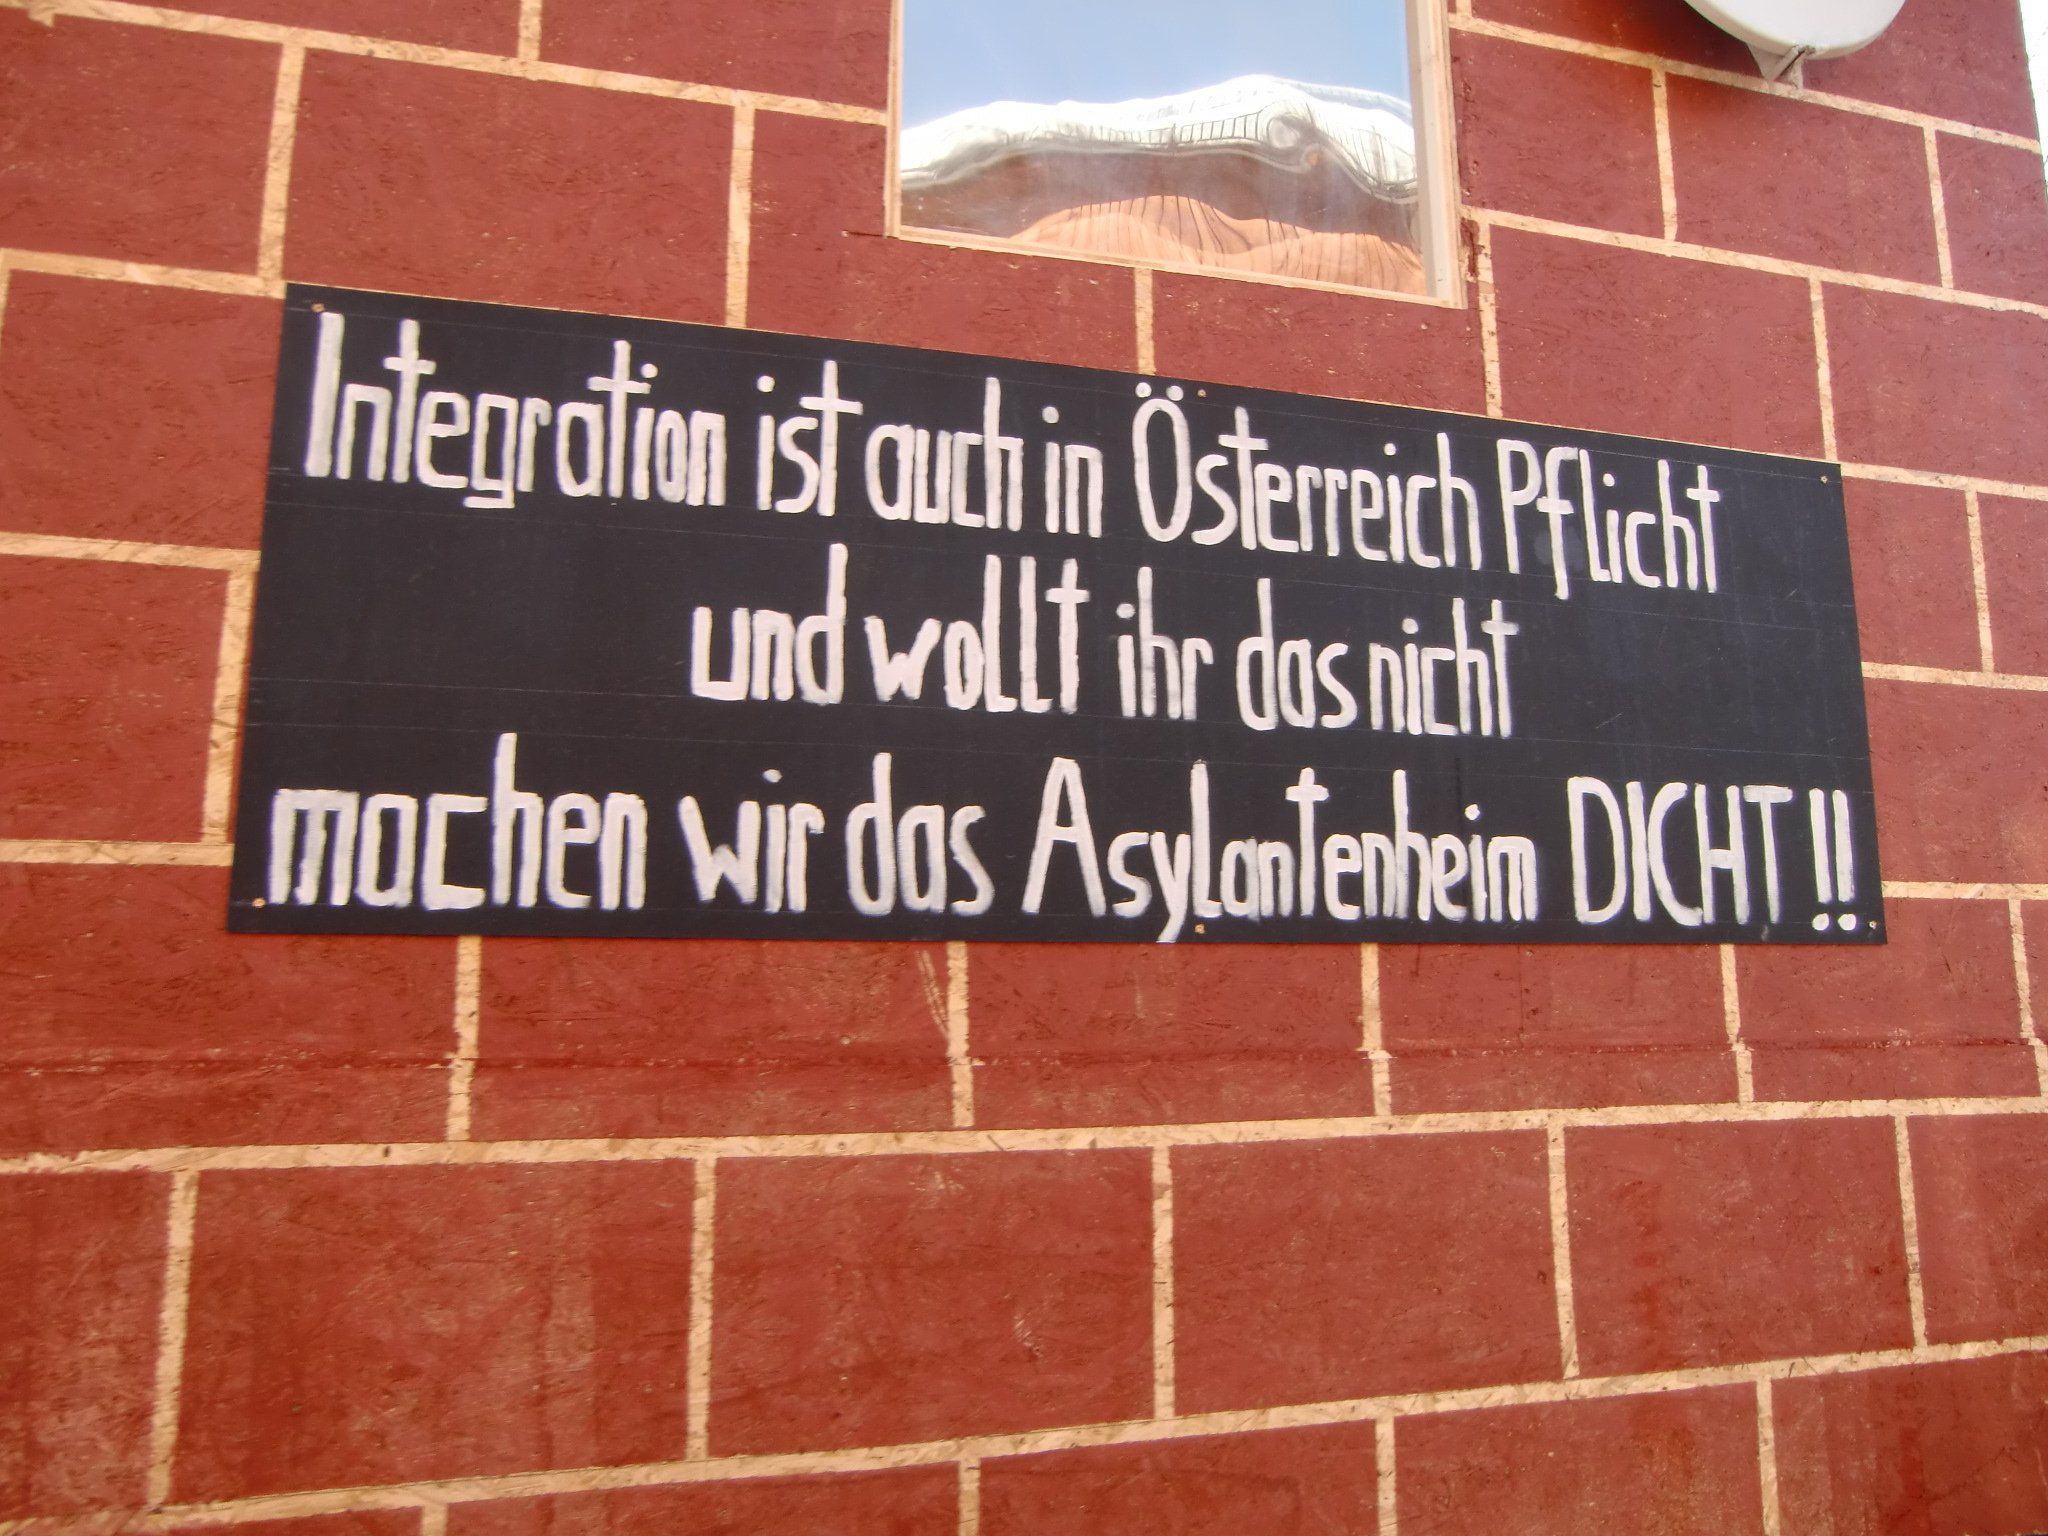 Integration ist auch in Österreich Pflicht
und wollt ihr das nicht
machen wir das Asylantenheim DICHT!!